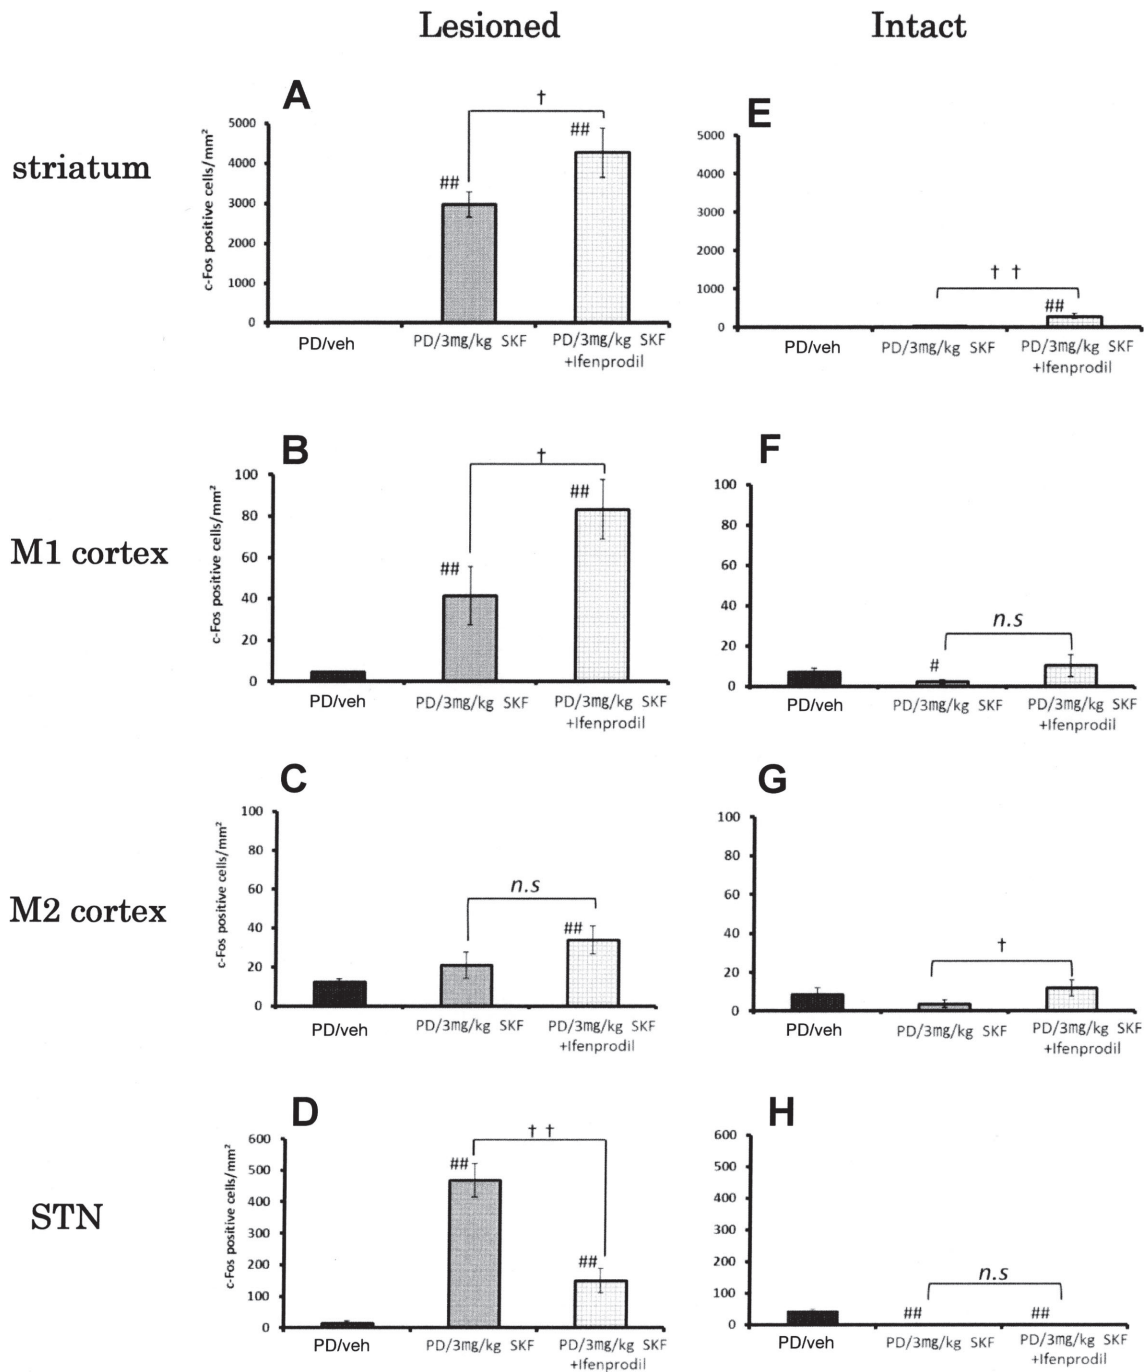 Lesioned
Intact
striatum
A
c-Fos positive cells/mm²
5000
4000
3000
2000
1000
0
##
†
##
PD/veh
PD/3mg/kg SKF
PD/3mg/kg SKF
+Ifenprodil
E
5000
4000
3000
2000
1000
0
† †
##
PD/veh
PD/3mg/kg SKF
PD/3mg/kg SKF
+Ifenprodil
M1 cortex
B
c-Fos positive cells/mm²
100
80
60
40
20
0
##
†
##
PD/veh
PD/3mg/kg SKF
PD/3mg/kg SKF
+Ifenprodil
F
100
80
60
40
20
0
#
n.s
PD/veh
PD/3mg/kg SKF
PD/3mg/kg SKF
+Ifenprodil
M2 cortex
C
c-Fos positive cells/mm²
100
80
60
40
20
0
n.s
##
PD/veh
PD/3mg/kg SKF
PD/3mg/kg SKF
+Ifenprodil
G
100
80
60
40
20
0
†
PD/veh
PD/3mg/kg SKF
PD/3mg/kg SKF
+Ifenprodil
STN
D
c-Fos positive cells/mm²
600
500
400
300
200
100
0
##
† †
##
PD/veh
PD/3mg/kg SKF
PD/3mg/kg SKF
+Ifenprodil
H
600
500
400
300
200
100
0
##
n.s
##
PD/veh
PD/3mg/kg SKF
PD/3mg/kg SKF
+Ifenprodil